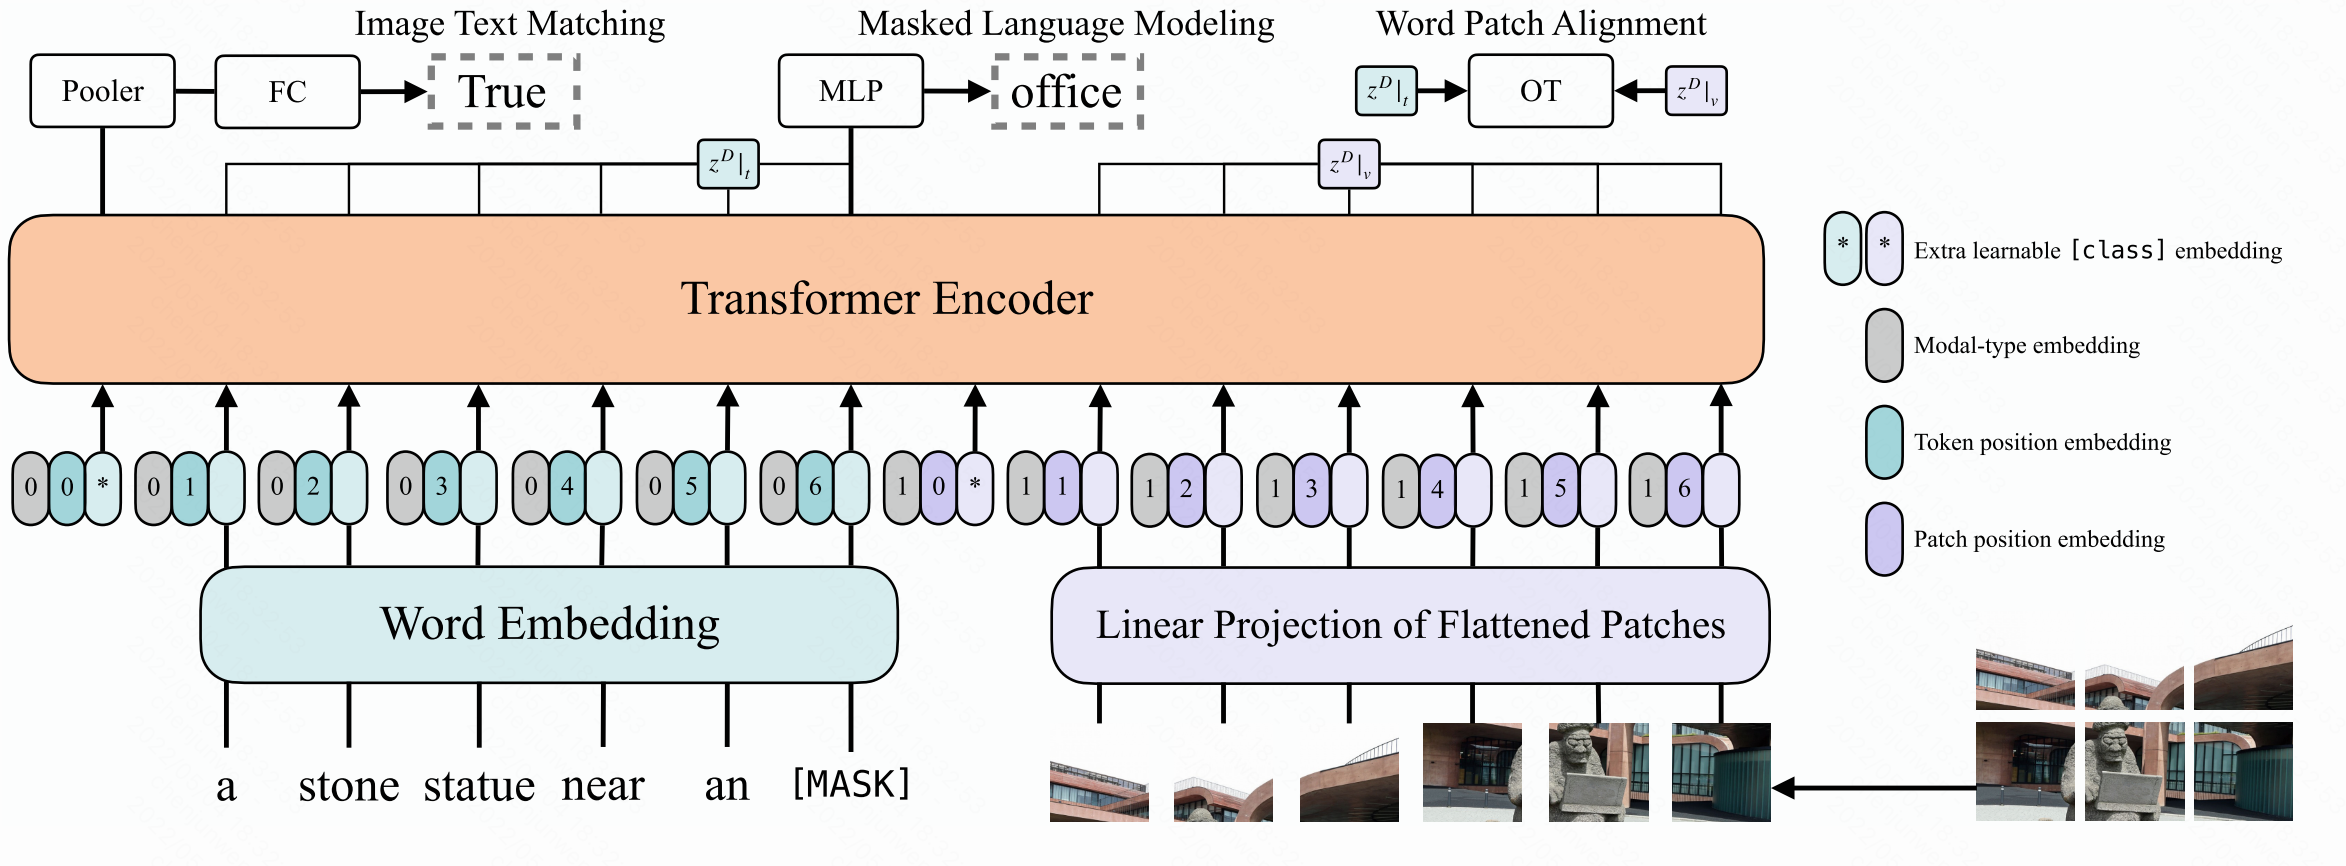 Image Text Matching
Masked Language Modeling
Word Patch Alignment
Pooler
FC
True
MLP
office
z^D|_t
OT
z^D|_v
z^D|_t
z^D|_v
Transformer Encoder
* * Extra learnable [class] embedding
Modal-type embedding
Token position embedding
Patch position embedding
0 0 *
0 1
0 2
0 3
0 4
0 5
0 6
1 0 *
1 1
1 2
1 3
1 4
1 5
1 6
Word Embedding
Linear Projection of Flattened Patches
a stone statue near an [MASK]